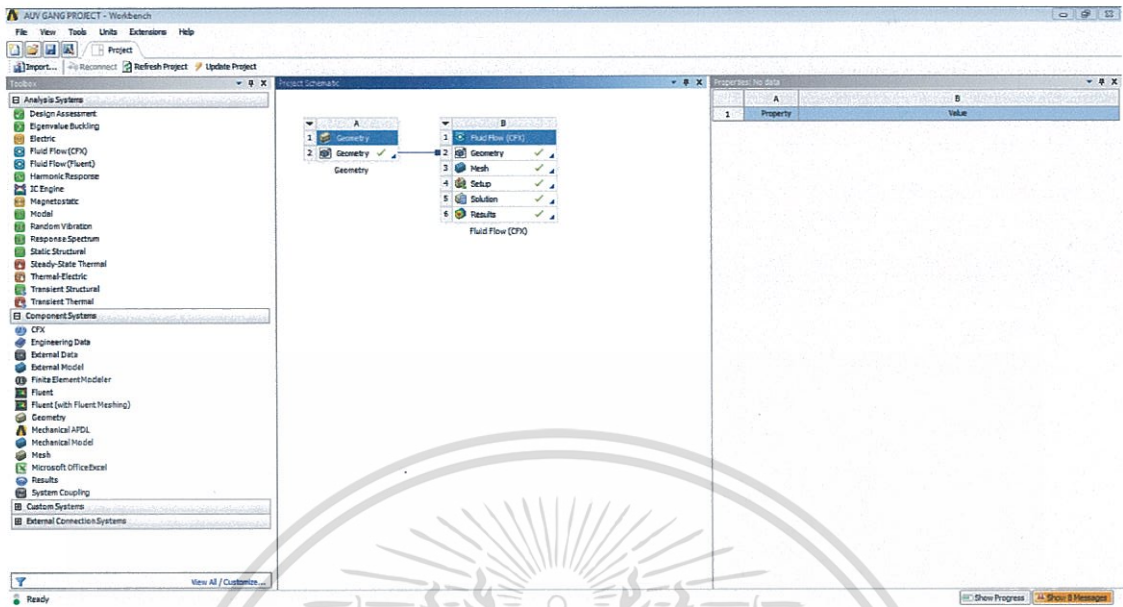 AUV GANG PROJECT - Workbench
File View Tools Units Extensions Help
Project
Import... Reconnect Refresh Project Update Project
Toolbox
Analysis Systems
Design Assessment
Eigenvalue Buckling
Electric
Fluid Flow (CFX)
Fluid Flow (Fluent)
Harmonic Response
IC Engine
Magnetostatic
Modal
Random Vibration
Response Spectrum
Static Structural
Steady-State Thermal
Thermal-Electric
Transient Structural
Transient Thermal
Component Systems
CFX
Engineering Data
External Data
External Model
Finite Element Modeler
Fluent
Fluent (with Fluent Meshing)
Geometry
Mechanical APDL
Mechanical Model
Mesh
Microsoft Office Excel
Results
System Coupling
Custom Systems
External Connection Systems
View All / Customize...
Ready
Project Schematic
A
1 Geometry
2 Geometry
Geometry
B
1 Fluid Flow (CFX)
2 Geometry
3 Mesh
4 Setup
5 Solution
6 Results
Fluid Flow (CFX)
Properties: No data
A B
1 Property Value
Show Progress Show 8 Messages